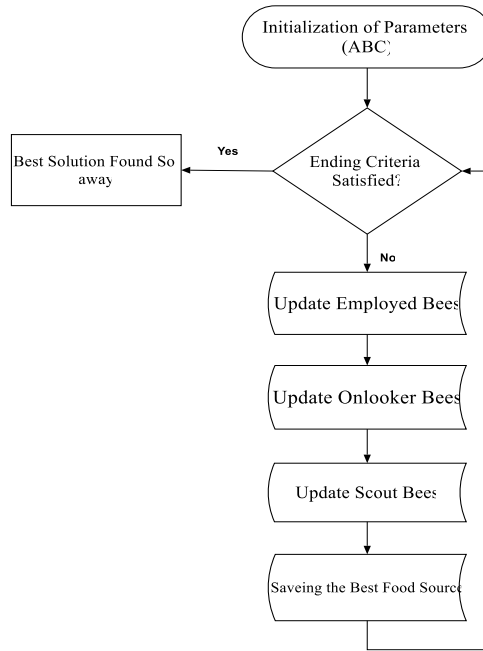 Initialization of Parameters
(ABC)
Ending Criteria
Satisfied?
Yes
Best Solution Found So
away
No
Update Employed Bees
Update Onlooker Bees
Update Scout Bees
Saveing the Best Food Source